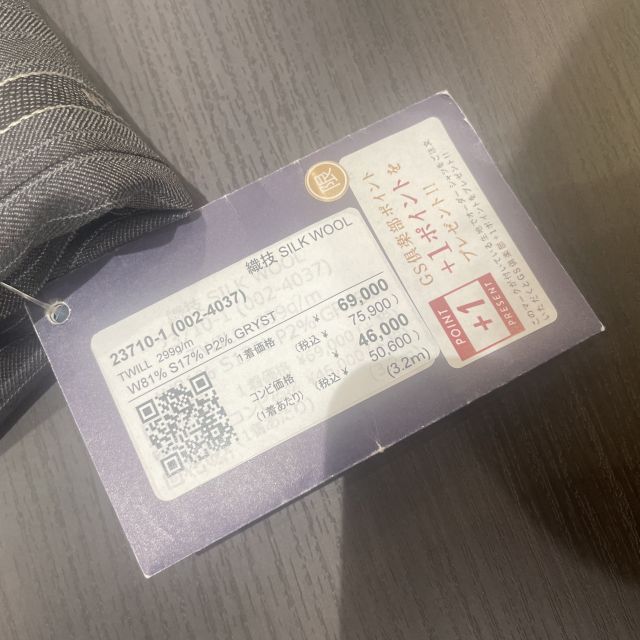 織技 SILK WOOL
23710-1 (002-4037)
TWILL 299g/m
W81% S17% P2% GRYST
1着価格 ¥ 69,000
(税込¥ 75,900)
コンビ価格 ¥ 46,000
(1着あたり) (税込¥ 50,600)
(3.2m)
GS倶楽部ポイント
+1ポイントを
プレゼント!!
POINT
+1
PRESENT